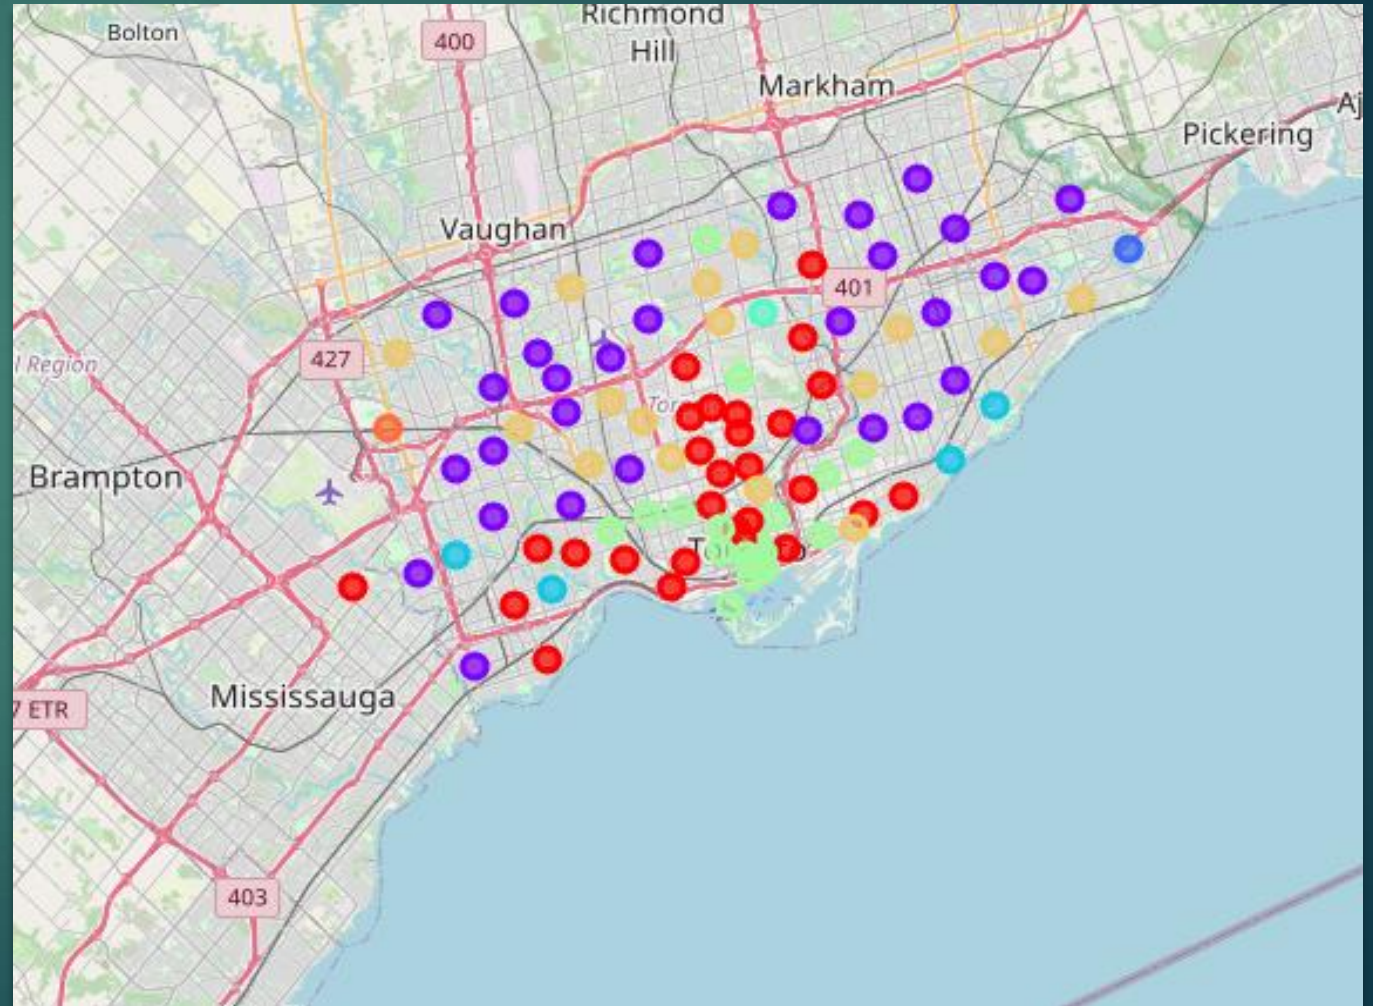 Richmond
Hill
Bolton
400
Markham
Aj
Pickering
Vaughan
401
l Region
427
Brampton
Mississauga
7 ETR
403